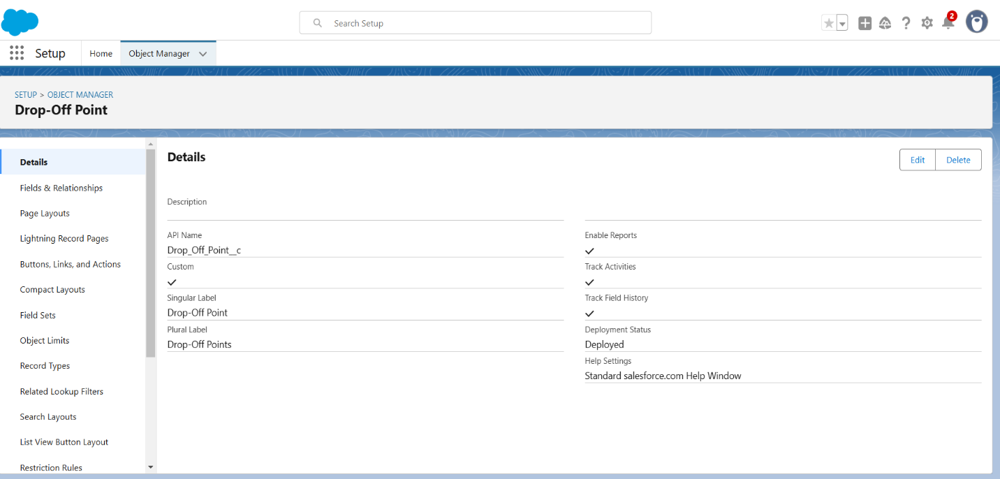 Search Setup
2
Setup
Home
Object Manager
SETUP > OBJECT MANAGER
Drop-Off Point
Details
Fields & Relationships
Page Layouts
Lightning Record Pages
Buttons, Links, and Actions
Compact Layouts
Field Sets
Object Limits
Record Types
Related Lookup Filters
Search Layouts
List View Button Layout
Restriction Rules
Details
Edit
Delete
Description
API Name
Drop_Off_Point__c
Custom
Singular Label
Drop-Off Point
Plural Label
Drop-Off Points
Enable Reports
Track Activities
Track Field History
Deployment Status
Deployed
Help Settings
Standard salesforce.com Help Window